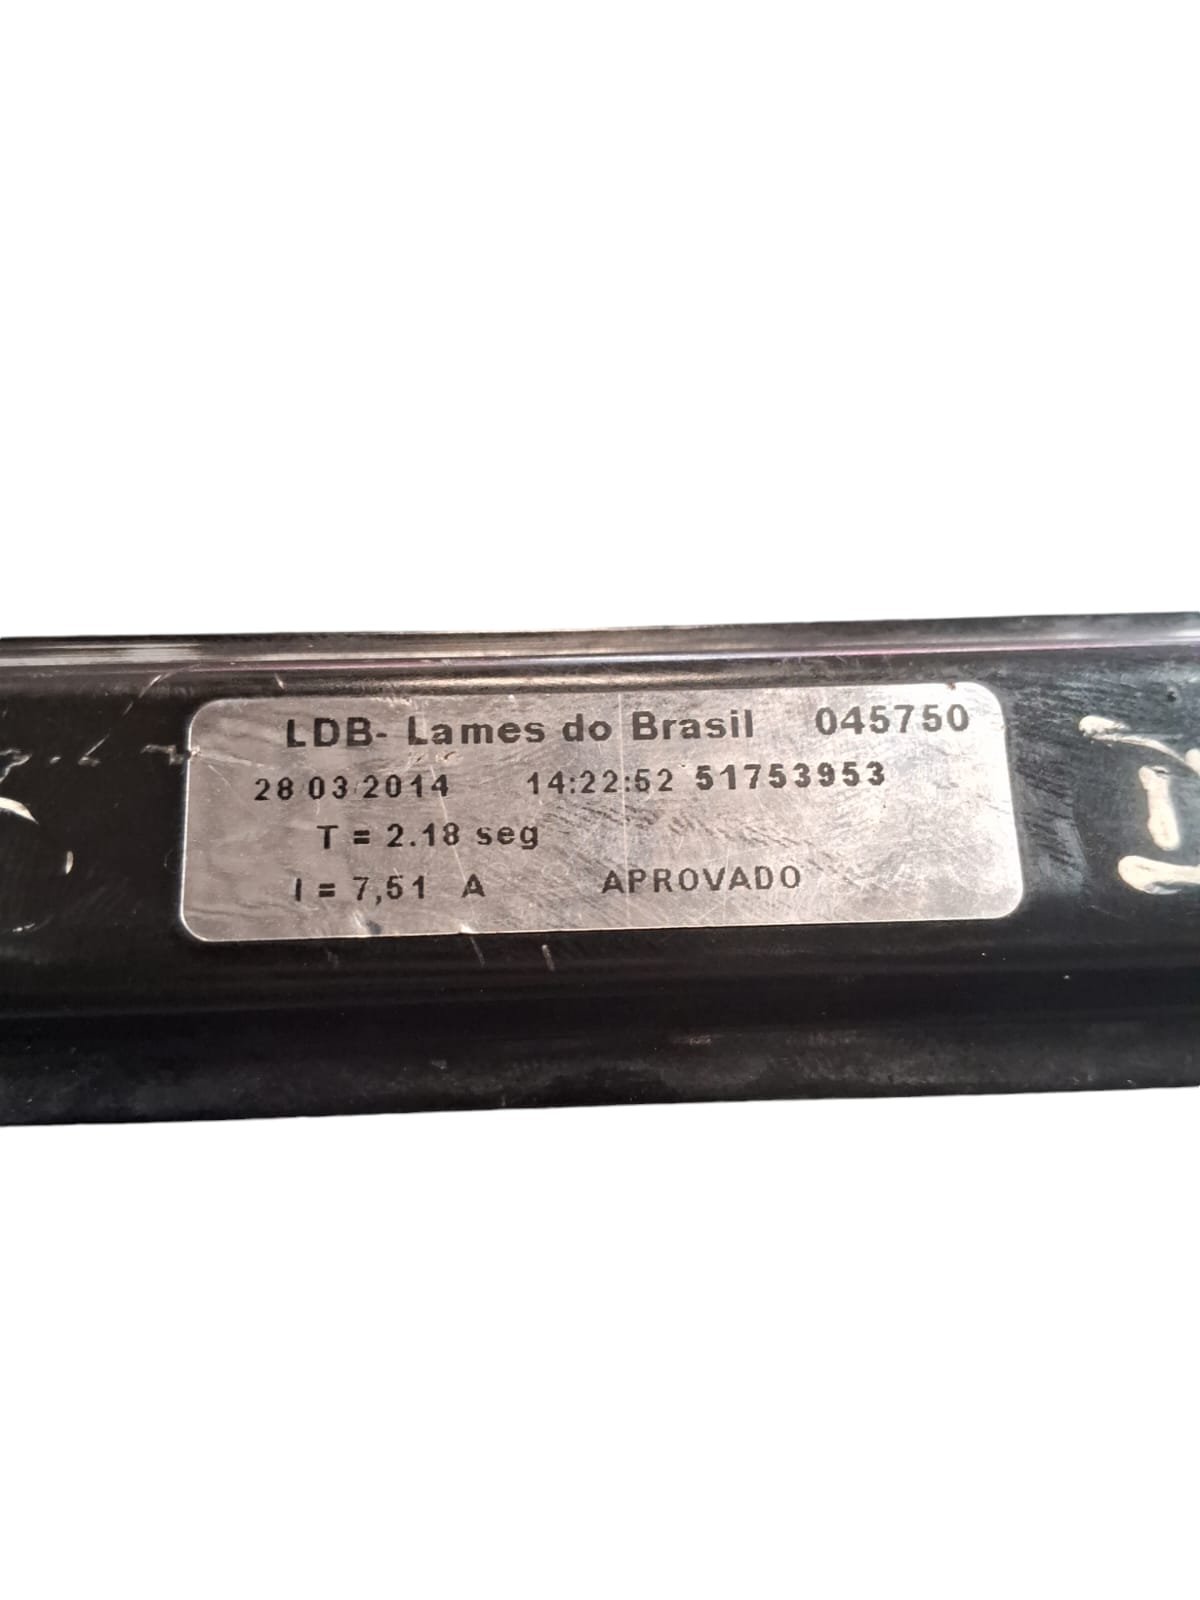 LDB- Lames do Brasil 045750
28 03 2014 14:22:52 51753953
T = 2.18 seg
I = 7,51 A APROVADO